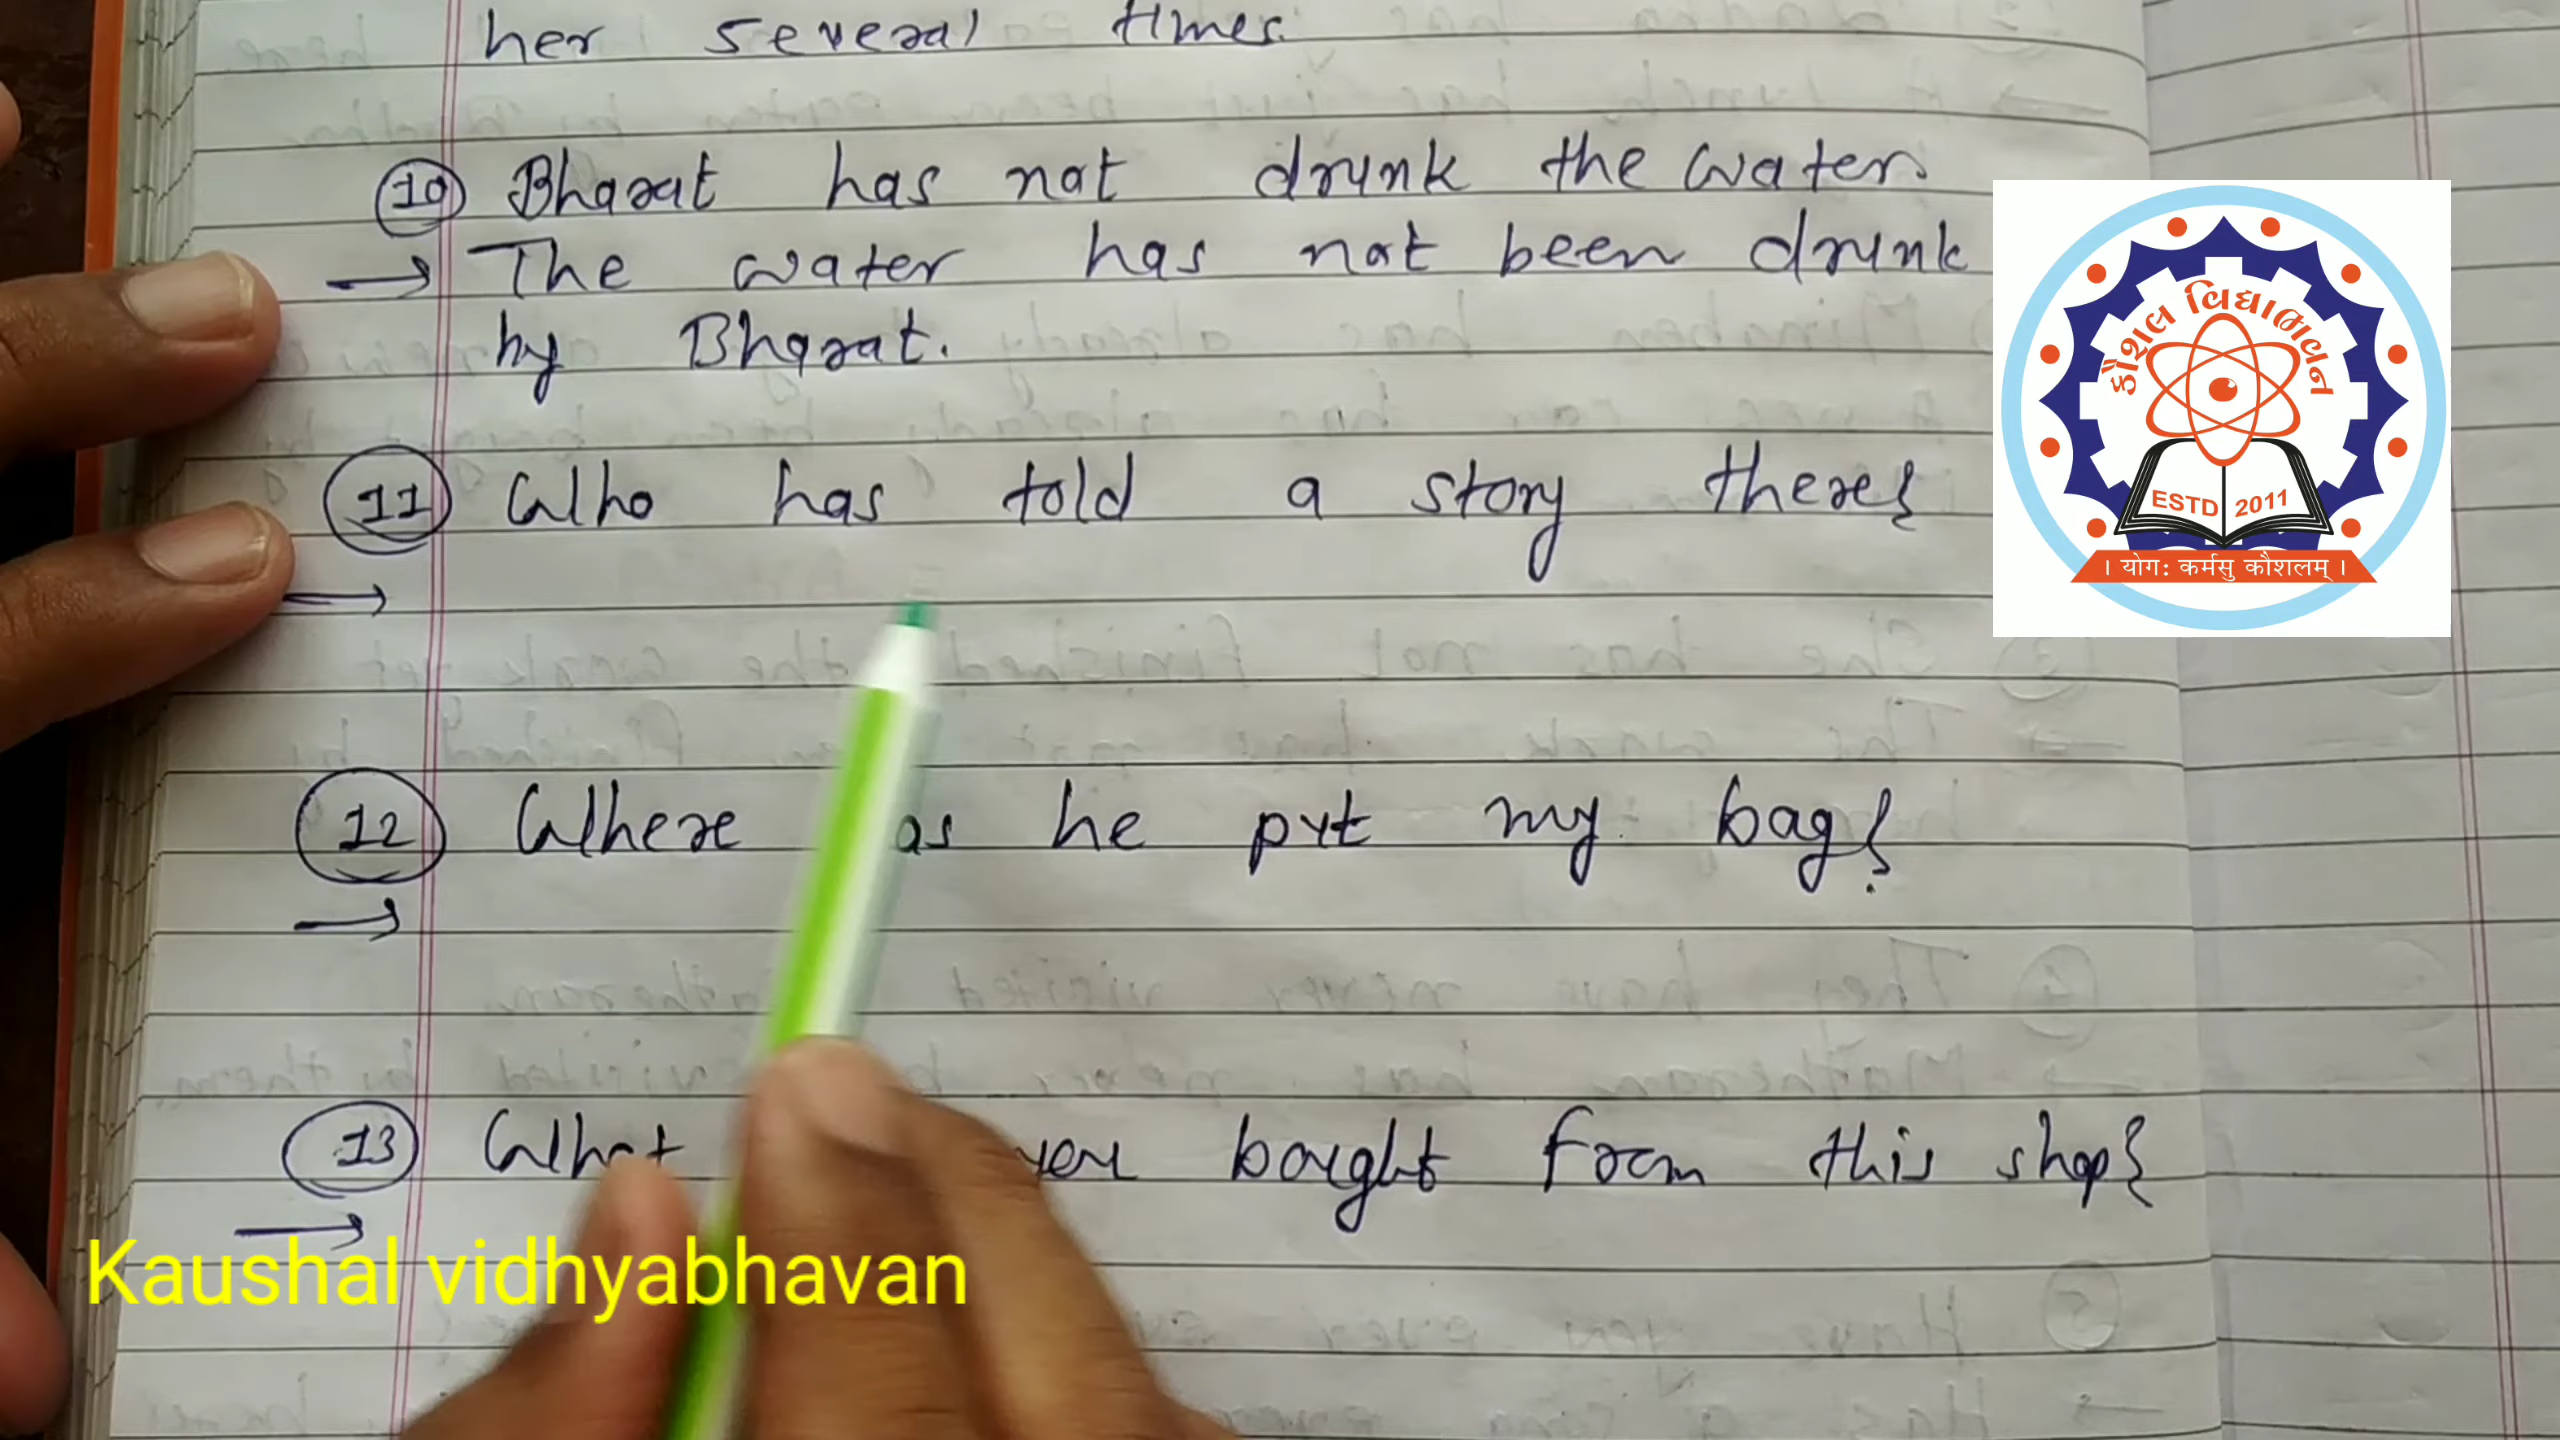 her several times.
10 Bharat has not drunk the water.
→ The water has not been drunk
by Bharat.
11 Who has told a story there?
→
12 Where as he put my bag?
→
13 What you bought from this shop?
→
Kaushal vidhyabhavan
કૌશલ વિદ્યાભવન
ESTD 2011
। योगः कर्मसु कौशलम् ।